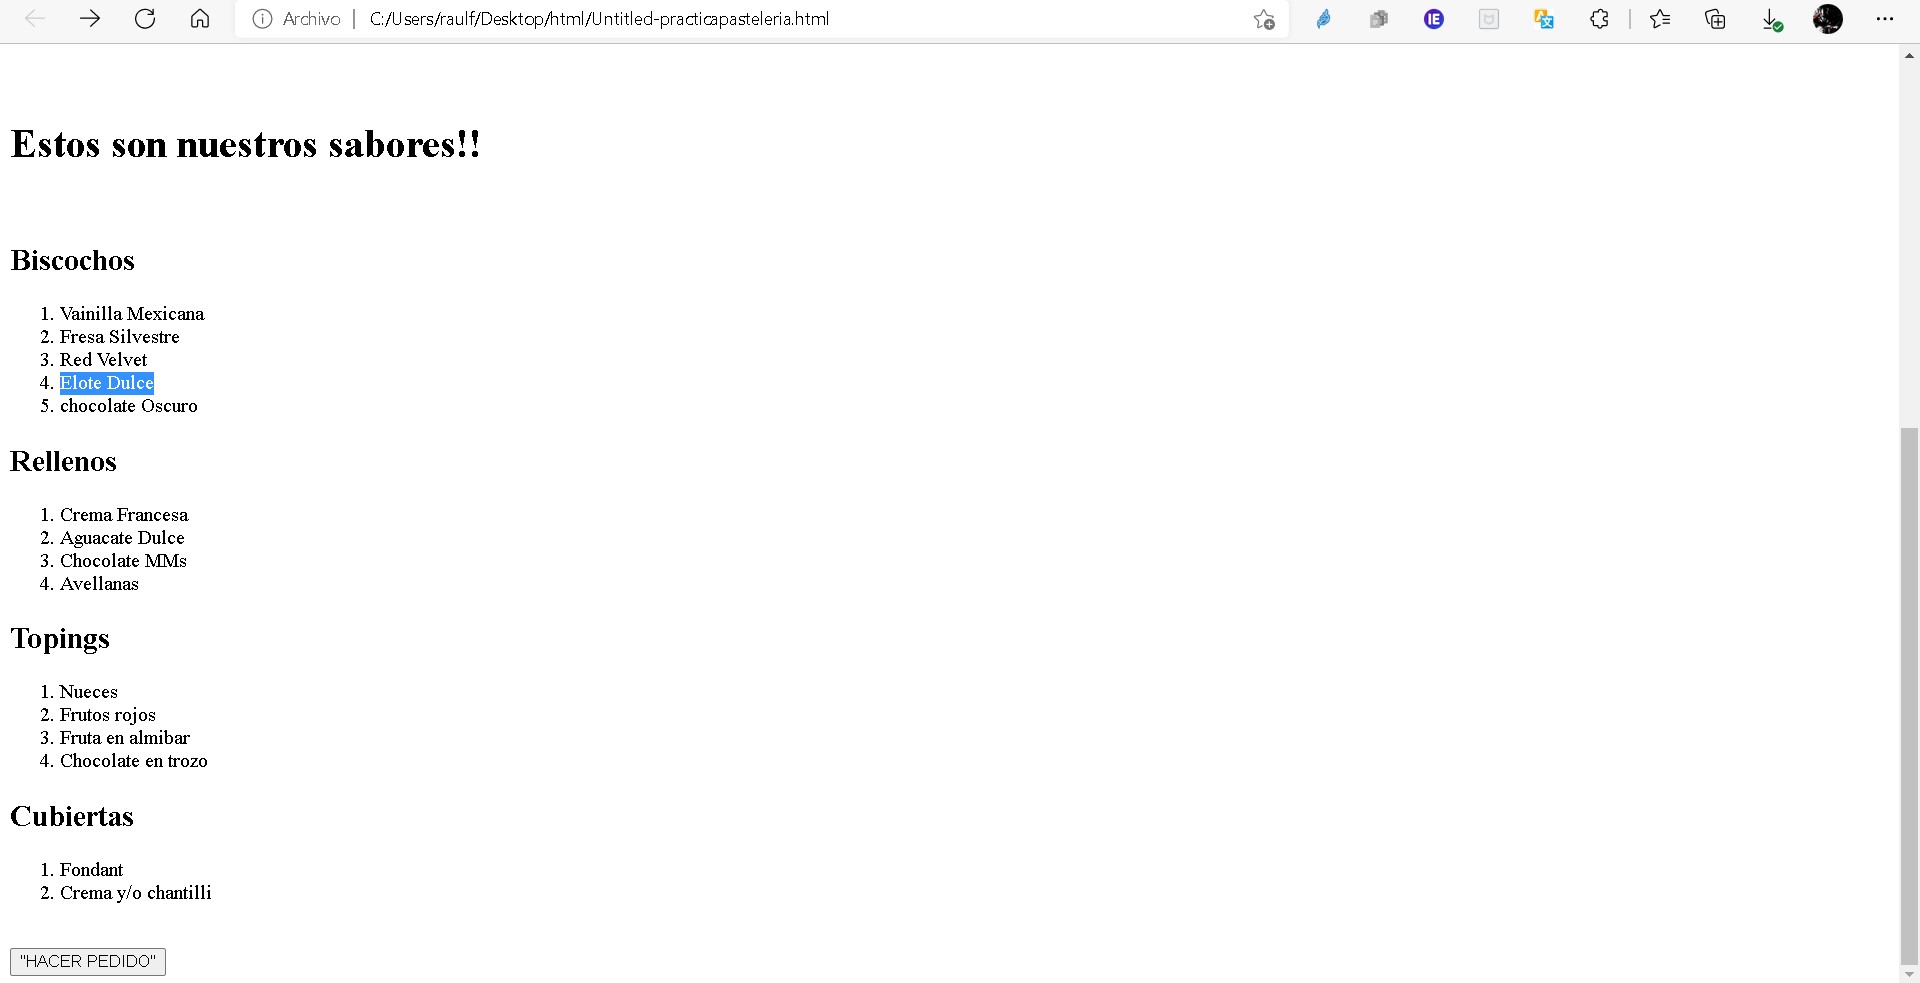 Archivo
C:/Users/raulf/Desktop/html/Untitled-practicapasteleria.html
IE
Estos son nuestros sabores!!
Biscochos
1. Vainilla Mexicana
2. Fresa Silvestre
3. Red Velvet
4. Elote Dulce
5. chocolate Oscuro
Rellenos
1. Crema Francesa
2. Aguacate Dulce
3. Chocolate MMs
4. Avellanas
Topings
1. Nueces
2. Frutos rojos
3. Fruta en almibar
4. Chocolate en trozo
Cubiertas
1. Fondant
2. Crema y/o chantilli
"HACER PEDIDO"